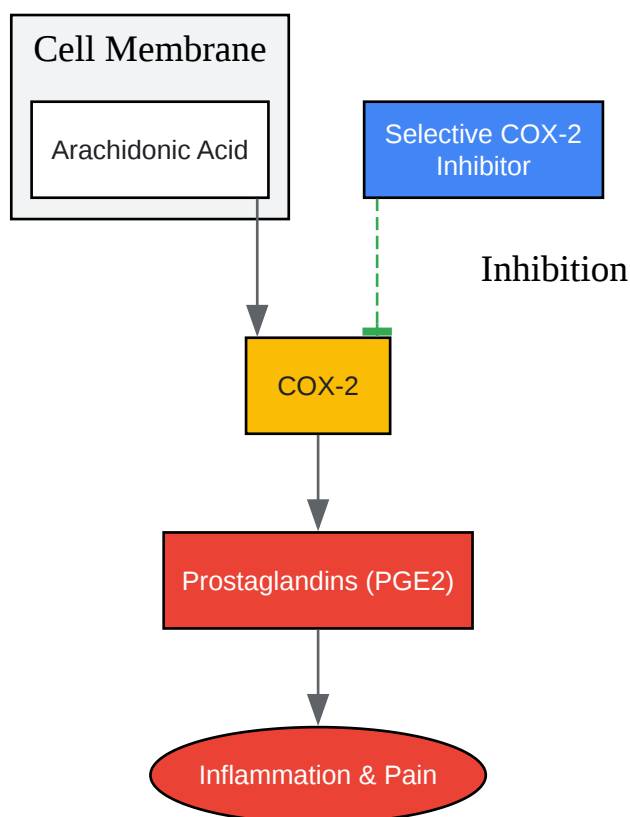 Cell Membrane
Arachidonic Acid
Selective COX-2
Inhibitor
Inhibition
COX-2
Prostaglandins (PGE2)
Inflammation & Pain